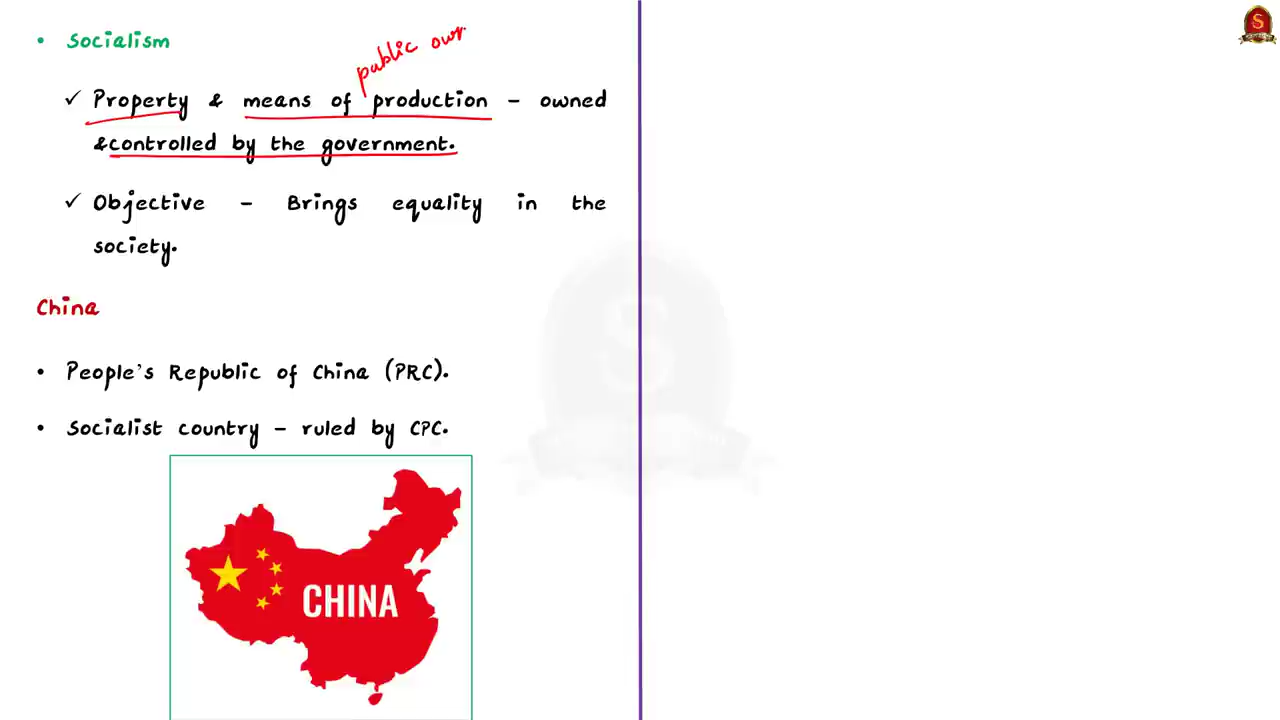 • Socialism
public own
✓ Property & means of production – owned
&controlled by the government.
✓ Objective – Brings equality in the
society.
China
• People's Republic of China (PRC).
• Socialist country – ruled by CPC.
CHINA
S
S